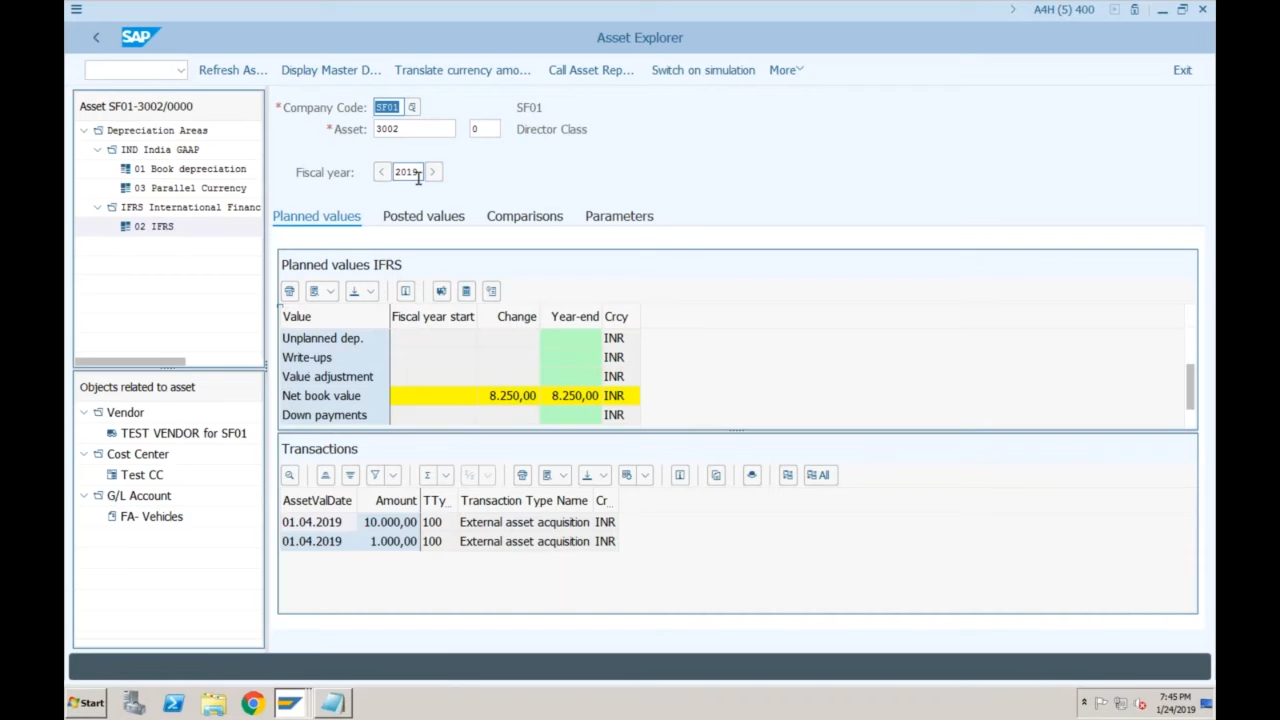 A4H (5) 400
SAP
Asset Explorer
Refresh As... Display Master D... Translate currency amo... Call Asset Rep... Switch on simulation More Exit
Asset SF01-3002/0000
Depreciation Areas
IND India GAAP
01 Book depreciation
03 Parallel Currency
IFRS International Financ
02 IFRS
Objects related to asset
Vendor
TEST VENDOR for SF01
Cost Center
Test CC
G/L Account
FA- Vehicles
*Company Code: SF01 SF01
*Asset: 3002 0 Director Class
Fiscal year: 2019
Planned values Posted values Comparisons Parameters
Planned values IFRS
Value Fiscal year start Change Year-end Crcy
Unplanned dep. INR
Write-ups INR
Value adjustment INR
Net book value 8.250,00 8.250,00 INR
Down payments INR
Transactions
All
AssetValDate Amount TTy... Transaction Type Name Cr...
01.04.2019 10.000,00 100 External asset acquisition INR
01.04.2019 1.000,00 100 External asset acquisition INR
Start
7:45 PM
1/24/2019